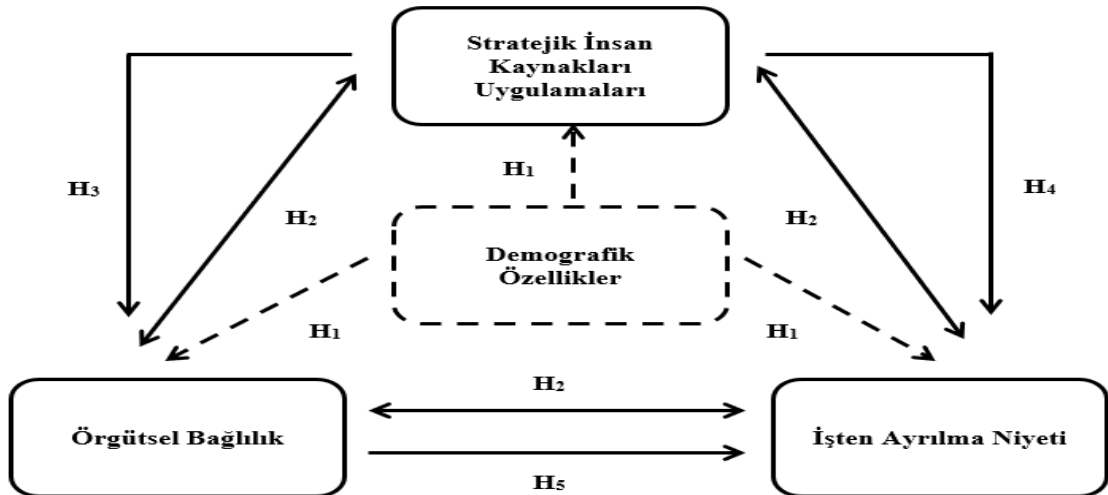 Stratejik İnsan
Kaynakları
Uygulamaları
H1
H3
H4
H2
H2
Demografik
Özellikler
H1
H1
H2
Örgütsel Bağlılık
İşten Ayrılma Niyeti
H5